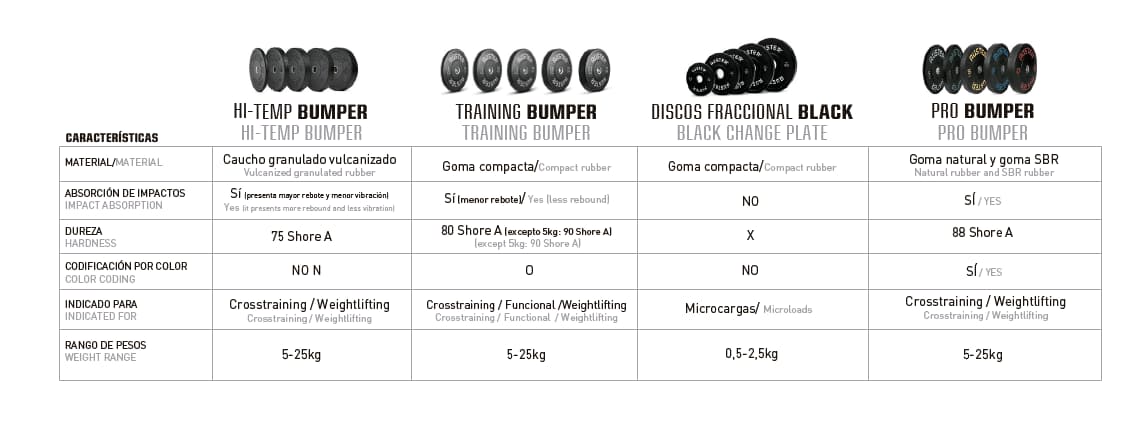 HI-TEMP BUMPER
HI-TEMP BUMPER
TRAINING BUMPER
TRAINING BUMPER
DISCOS FRACCIONAL BLACK
BLACK CHANGE PLATE
PRO BUMPER
PRO BUMPER
CARACTERÍSTICAS
MATERIAL/MATERIAL
Caucho granulado vulcanizado
Vulcanized granulated rubber
Goma compacta/Compact rubber
Goma compacta/Compact rubber
Goma natural y goma SBR
Natural rubber and SBR rubber
ABSORCIÓN DE IMPACTOS
IMPACT ABSORPTION
Sí (presenta mayor rebote y menor vibración)
Yes (it presents more rebound and less vibration)
Sí (menor rebote)/ Yes (less rebound)
NO
SÍ / YES
DUREZA
HARDNESS
75 Shore A
80 Shore A (excepto 5kg: 90 Shore A)
(except 5kg: 90 Shore A)
X
88 Shore A
CODIFICACIÓN POR COLOR
COLOR CODING
NO N
O
NO
SÍ / YES
INDICADO PARA
INDICATED FOR
Crosstraining / Weightlifting
Crosstraining / Weightlifting
Crosstraining / Funcional /Weightlifting
Crosstraining / Functional / Weightlifting
Microcargas/ Microloads
Crosstraining / Weightlifting
Crosstraining / Weightlifting
RANGO DE PESOS
WEIGHT RANGE
5-25kg
5-25kg
0,5-2,5kg
5-25kg